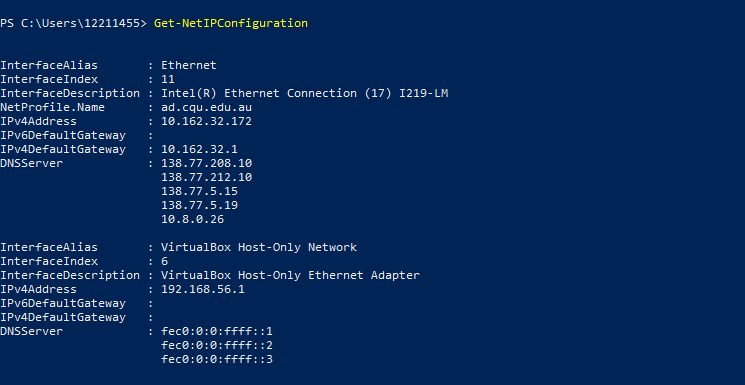 PS C:\Users\12211455> Get-NetIPConfiguration
InterfaceAlias : Ethernet
InterfaceIndex : 11
InterfaceDescription : Intel(R) Ethernet Connection (17) I219-LM
NetProfile.Name : ad.cqu.edu.au
IPv4Address : 10.162.32.172
IPv6DefaultGateway :
IPv4DefaultGateway : 10.162.32.1
DNSServer : 138.77.208.10
138.77.212.10
138.77.5.15
138.77.5.19
10.8.0.26
InterfaceAlias : VirtualBox Host-Only Network
InterfaceIndex : 6
InterfaceDescription : VirtualBox Host-Only Ethernet Adapter
IPv4Address : 192.168.56.1
IPv6DefaultGateway :
IPv4DefaultGateway :
DNSServer : fec0:0:0:ffff::1
fec0:0:0:ffff::2
fec0:0:0:ffff::3